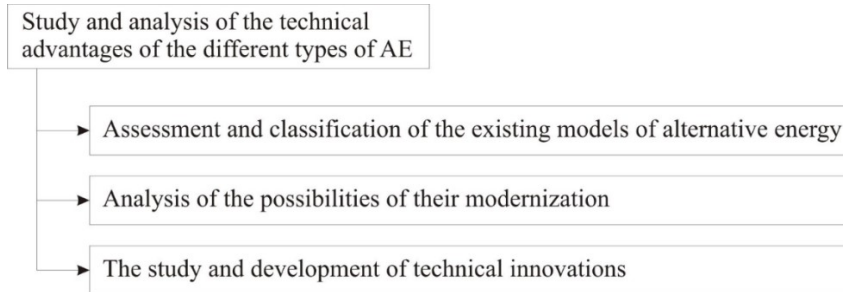 Study and analysis of the technical
advantages of the different types of AE
Assessment and classification of the existing models of alternative energy
Analysis of the possibilities of their modernization
The study and development of technical innovations